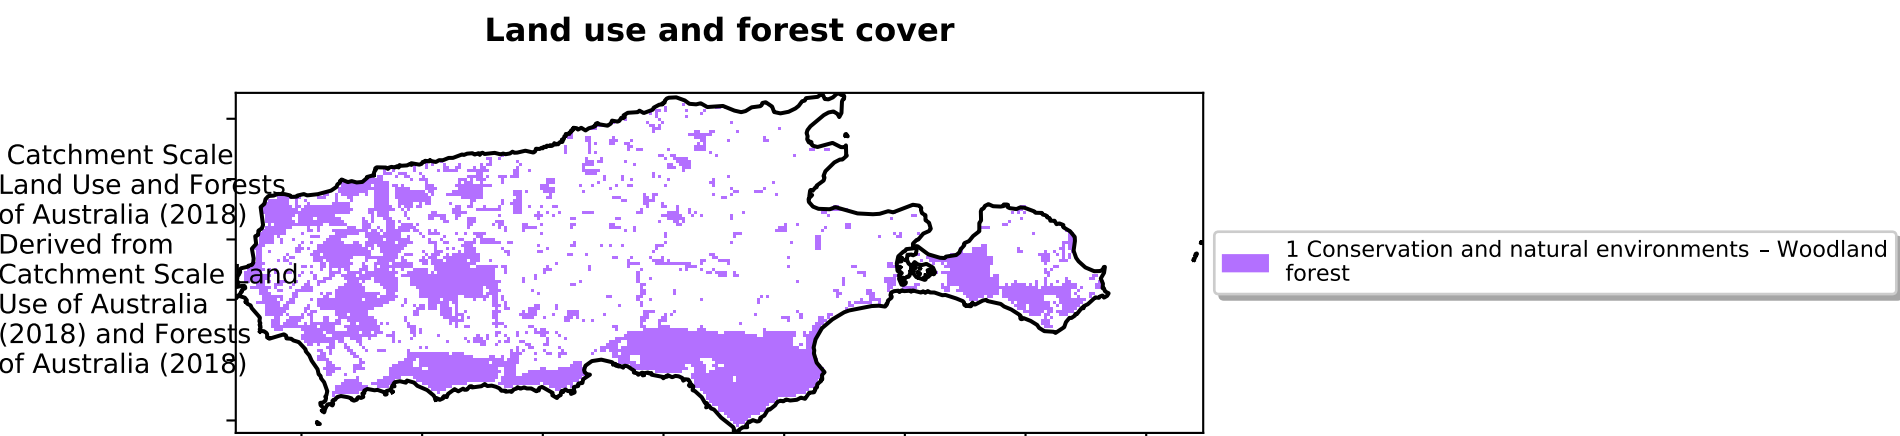 Land use and forest cover
Catchment Scale
Land Use and Forests
of Australia (2018)
Derived from
Catchment Scale Land
Use of Australia
(2018) and Forests
of Australia (2018)
1 Conservation and natural environments – Woodland
forest